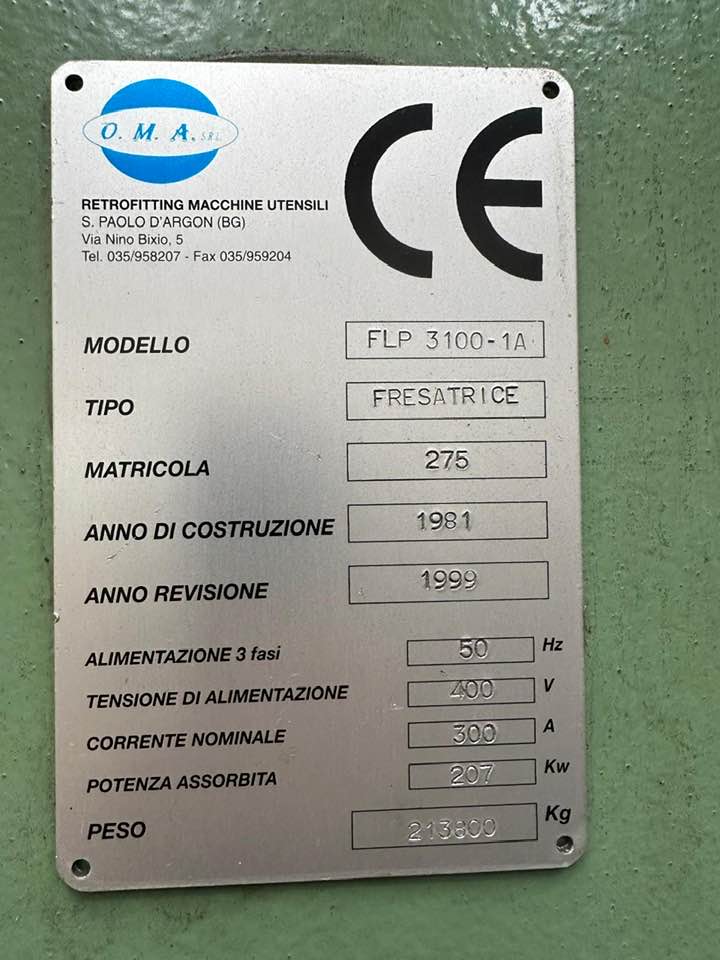 O. M. A. SRL
CE
RETROFITTING MACCHINE UTENSILI
S. PAOLO D'ARGON (BG)
Via Nino Bixio, 5
Tel. 035/958207 - Fax 035/959204
MODELLO FLP 3100-1A
TIPO FRESATRICE
MATRICOLA 275
ANNO DI COSTRUZIONE 1981
ANNO REVISIONE 1999
ALIMENTAZIONE 3 fasi 50 Hz
TENSIONE DI ALIMENTAZIONE 400 V
CORRENTE NOMINALE 300 A
POTENZA ASSORBITA 207 Kw
PESO 213800 Kg